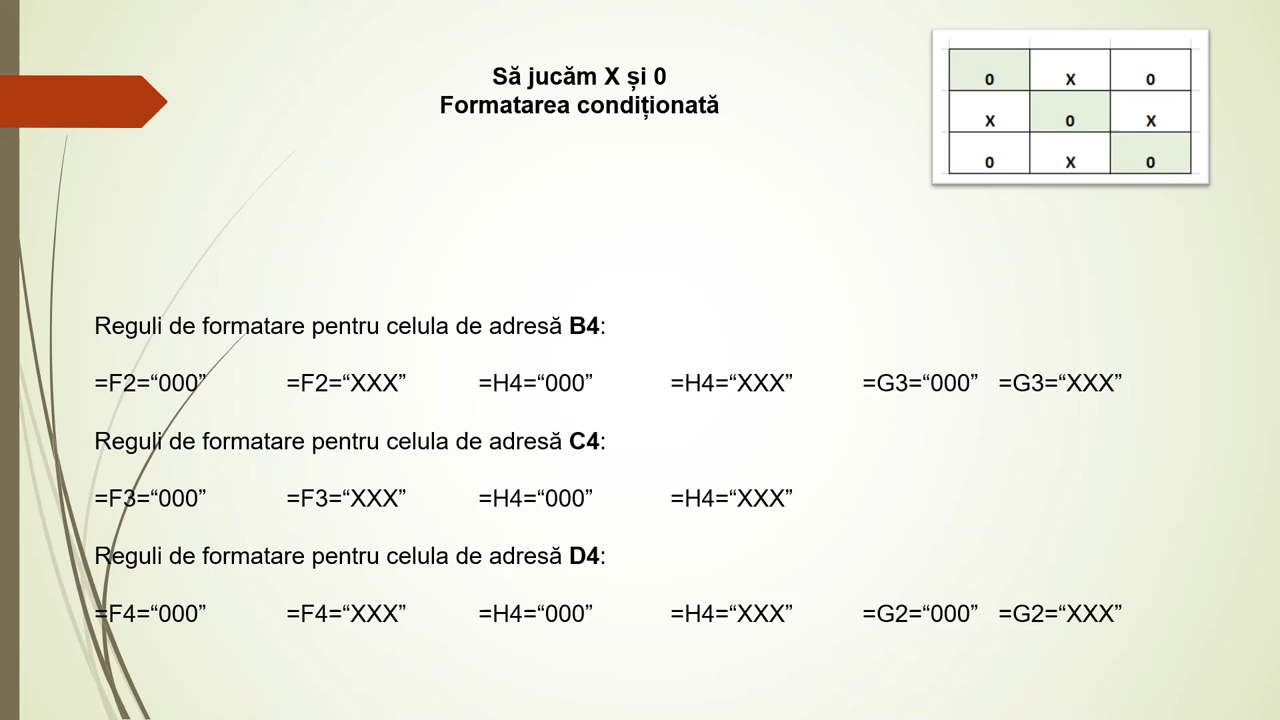 Să jucăm X și 0
Formatarea condiționată
0 X 0
X 0 X
0 X 0
Reguli de formatare pentru celula de adresă B4:
=F2=“000” =F2=“XXX” =H4=“000” =H4=“XXX” =G3=“000” =G3=“XXX”
Reguli de formatare pentru celula de adresă C4:
=F3=“000” =F3=“XXX” =H4=“000” =H4=“XXX”
Reguli de formatare pentru celula de adresă D4:
=F4=“000” =F4=“XXX” =H4=“000” =H4=“XXX” =G2=“000” =G2=“XXX”